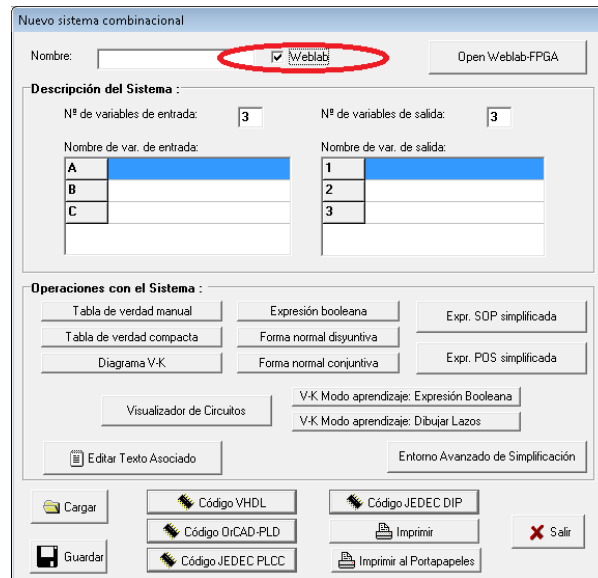 Nuevo sistema combinacional
Nombre: Weblab Open Weblab-FPGA
Descripción del Sistema :
Nº de variables de entrada: 3 Nº de variables de salida: 3
Nombre de var. de entrada: Nombre de var. de salida:
A 1
B 2
C 3
Operaciones con el Sistema :
Tabla de verdad manual Expresión booleana Expr. SOP simplificada
Tabla de verdad compacta Forma normal disyuntiva
Diagrama V-K Forma normal conjuntiva Expr. POS simplificada
Visualizador de Circuitos V-K Modo aprendizaje: Expresión Booleana
V-K Modo aprendizaje: Dibujar Lazos
Editar Texto Asociado Entorno Avanzado de Simplificación
Cargar Código VHDL Código JEDEC DIP
Código OrCAD-PLD Imprimir Salir
Guardar Código JEDEC PLCC Imprimir al Portapapeles